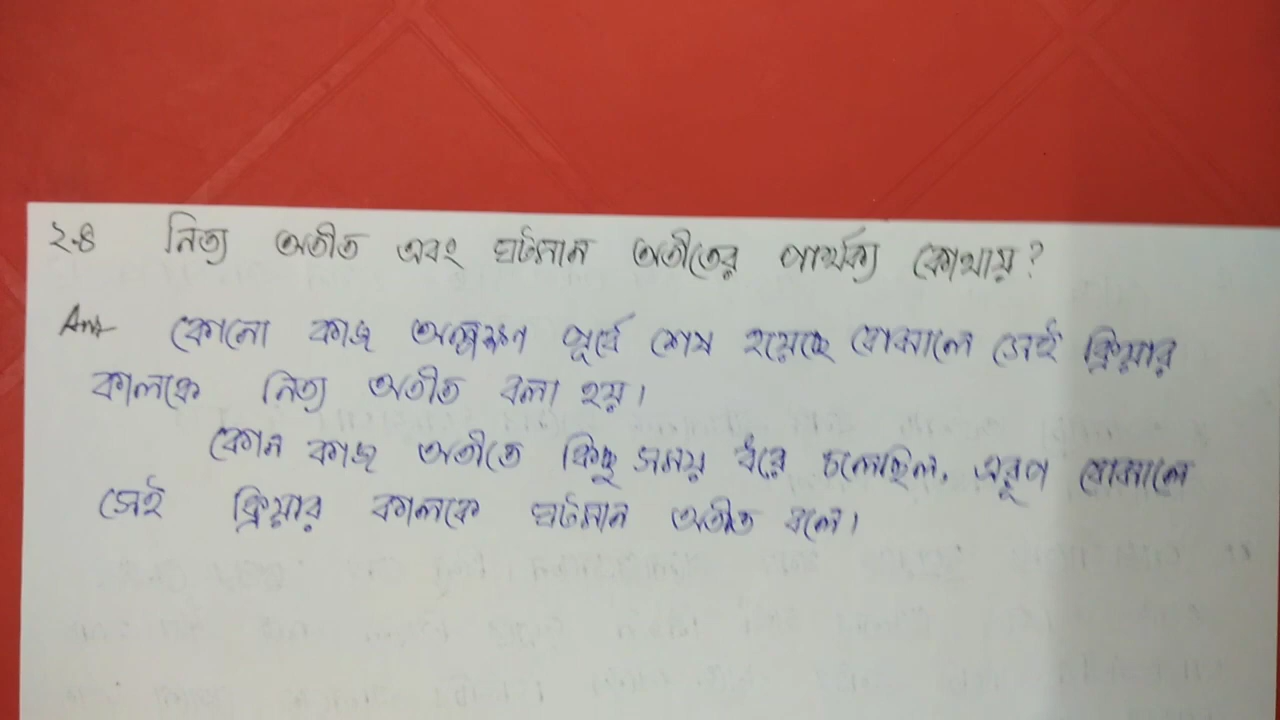 ২.৪ নিত্য অতীত এবং ঘটমান অতীতের পার্থক্য কোথায়?
Ans কোনো কাজ অল্পক্ষণ পূর্বে শেষ হয়েছে বোঝালে সেই ক্রিয়ার
কালকে নিত্য অতীত বলা হয়।
কোন কাজ অতীতে কিছু সময় ধরে চলেছিল, এরূপ বোঝালে
সেই ক্রিয়ার কালকে ঘটমান অতীত বলে।